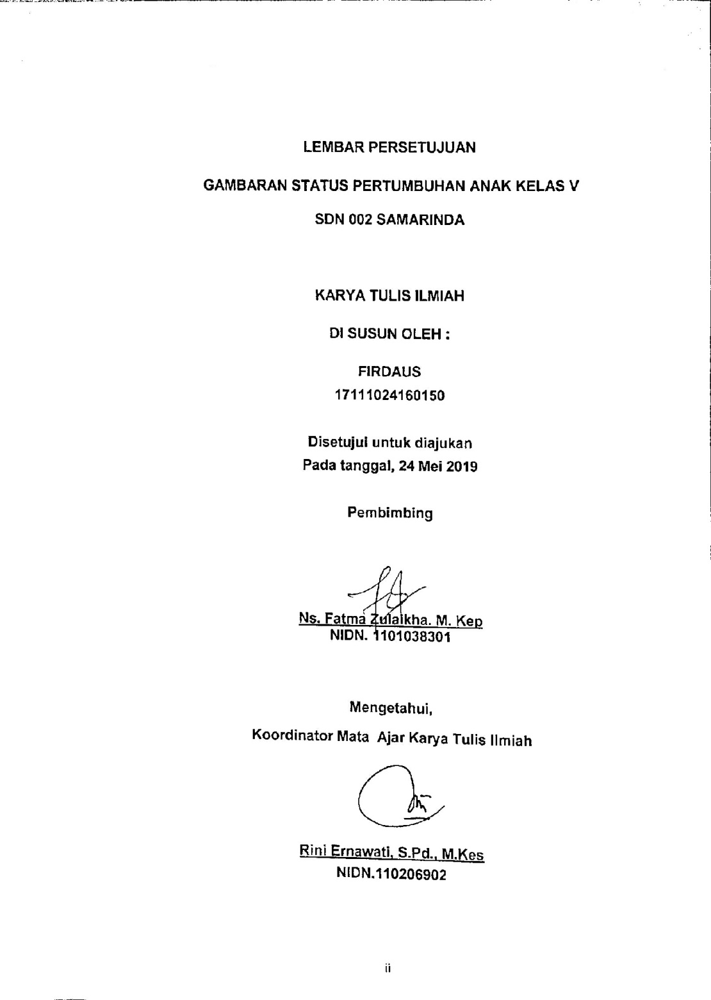 LEMBAR PERSETUJUAN
GAMBARAN STATUS PERTUMBUHAN ANAK KELAS V
SDN 002 SAMARINDA
KARYA TULIS ILMIAH
DI SUSUN OLEH :
FIRDAUS
17111024160150
Disetujui untuk diajukan
Pada tanggal, 24 Mei 2019
Pembimbing
Ns. Fatma Zulaikha. M. Kep
NIDN. 1101038301
Mengetahui,
Koordinator Mata Ajar Karya Tulis Ilmiah
Rini Ernawati, S.Pd., M.Kes
NIDN.110206902
ii